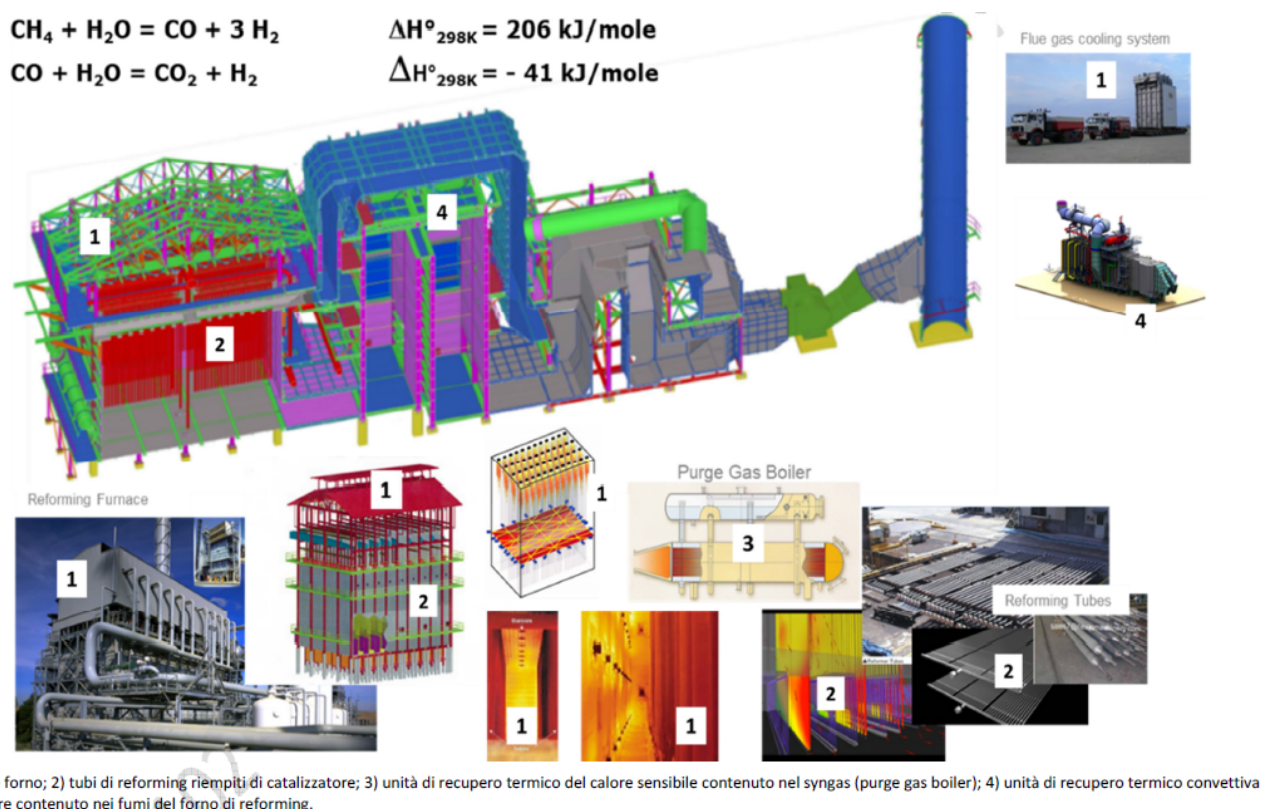 CH₄ + H₂O = CO + 3 H₂
ΔH°₂₉₈K = 206 kJ/mole
CO + H₂O = CO₂ + H₂
ΔH°₂₉₈K = - 41 kJ/mole
Flue gas cooling system
1
1
4
2
4
Reforming Furnace
1
1
2
1
Purge Gas Boiler
3
Reforming Tubes
1
1
2
2
forno; 2) tubi di reforming riempiti di catalizzatore; 3) unità di recupero termico del calore sensibile contenuto nel syngas (purge gas boiler); 4) unità di recupero termico convettiva
re contenuto nei fumi del forno di reforming.